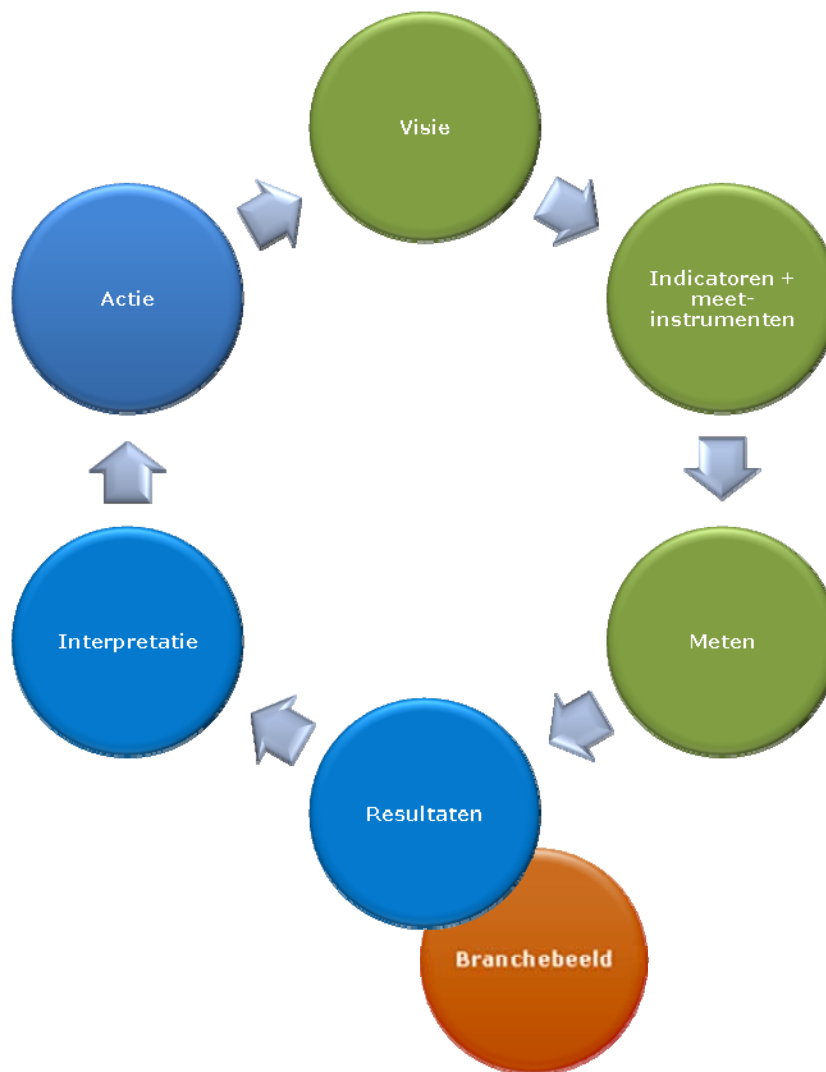 Visie
Indicatoren +
meet-
instrumenten
Meten
Resultaten
Branchebeeld
Interpretatie
Actie